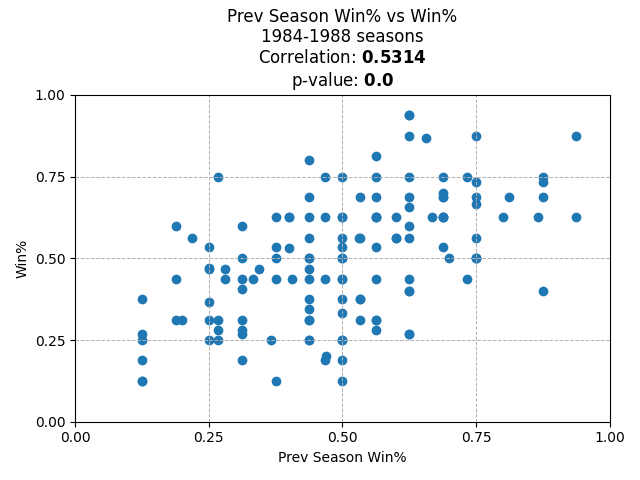 Prev Season Win% vs Win%
1984-1988 seasons
Correlation: 0.5314
p-value: 0.0
1.00
0.75
0.50
0.25
0.00
Win%
0.00 0.25 0.50 0.75 1.00
Prev Season Win%